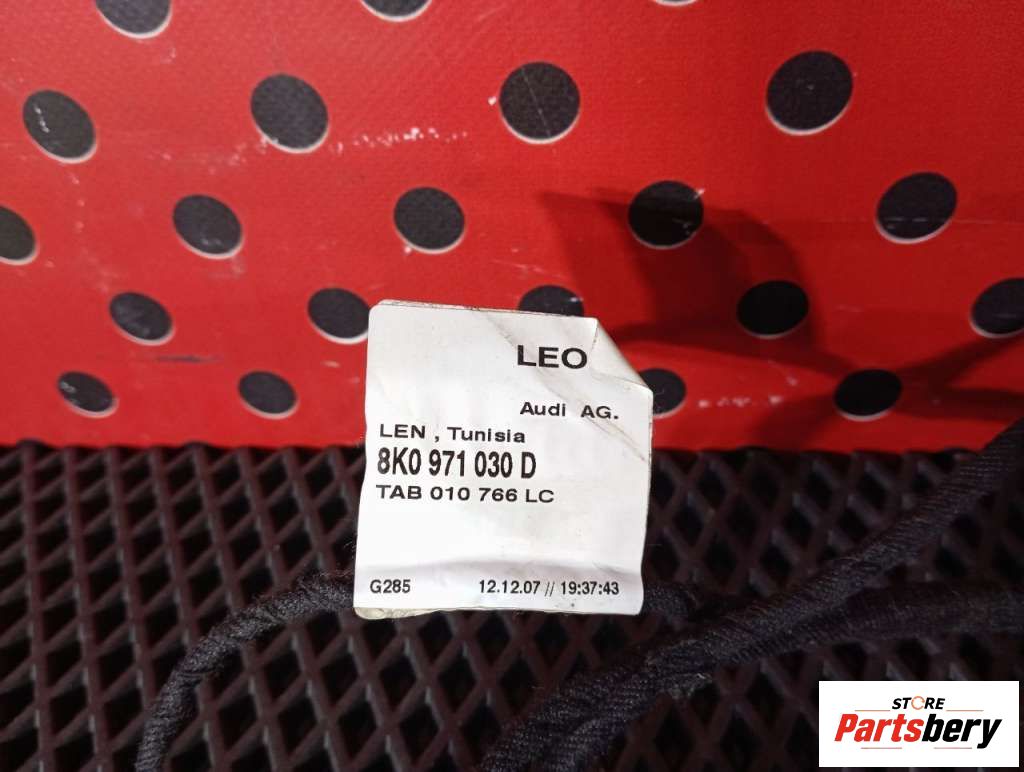 LEO
Audi AG.
LEN , Tunisia
8K0 971 030 D
TAB 010 766 LC
G285 12.12.07 // 19:37:43
STORE
Partsbery